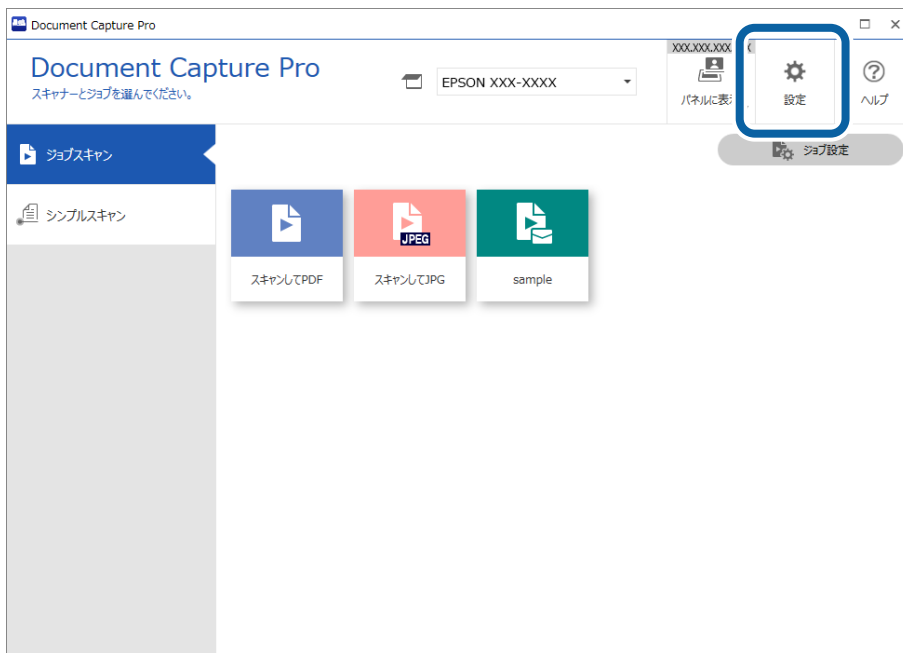 Document Capture Pro
Document Capture Pro
スキャナーとジョブを選んでください。
EPSON XXX-XXXX
XXX.XXX.XXX
パネルに表
設定
ヘルプ
ジョブスキャン
ジョブ設定
シンプルスキャン
JPEG
スキャンしてPDF
スキャンしてJPG
sample